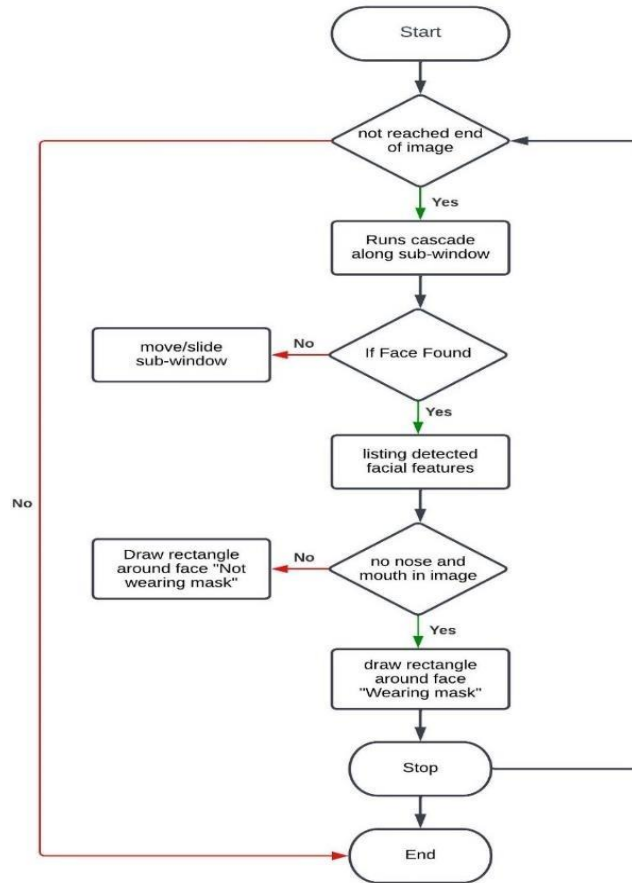 Start
not reached end
of image
Yes
Runs cascade
along sub-window
If Face Found
No
move/slide
sub-window
Yes
listing detected
facial features
No
no nose and
mouth in image
No
Draw rectangle
around face "Not
wearing mask"
Yes
draw rectangle
around face
"Wearing mask"
Stop
End